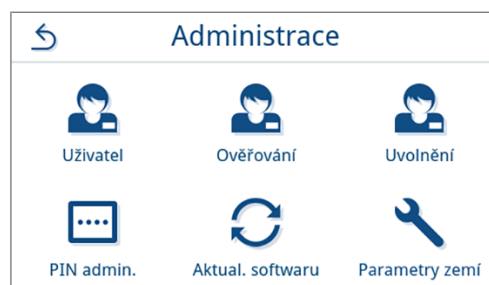 Administrace
Uživatel Ověřování Uvolnění
PIN admin. Aktual. softwaru Parametry zemí